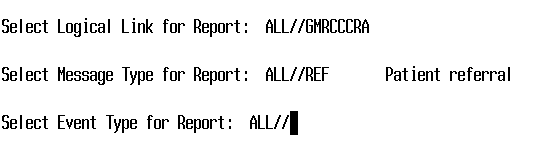 Select Logical Link for Report:  ALL//GMRCCCRA
Select Message Type for Report:  ALL//REF      Patient referral
Select Event Type for Report:  ALL//